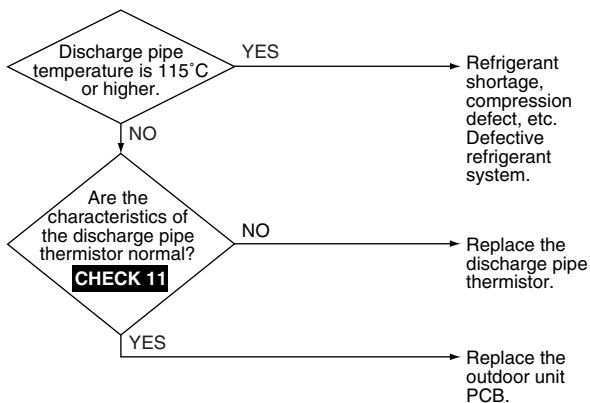 Discharge pipe
temperature is 115˚C
or higher.
YES
Refrigerant
shortage,
compression
defect, etc.
Defective
refrigerant
system.
NO
Are the
characteristics of
the discharge pipe
thermistor normal?
CHECK 11
NO
Replace the
discharge pipe
thermistor.
YES
Replace the
outdoor unit
PCB.